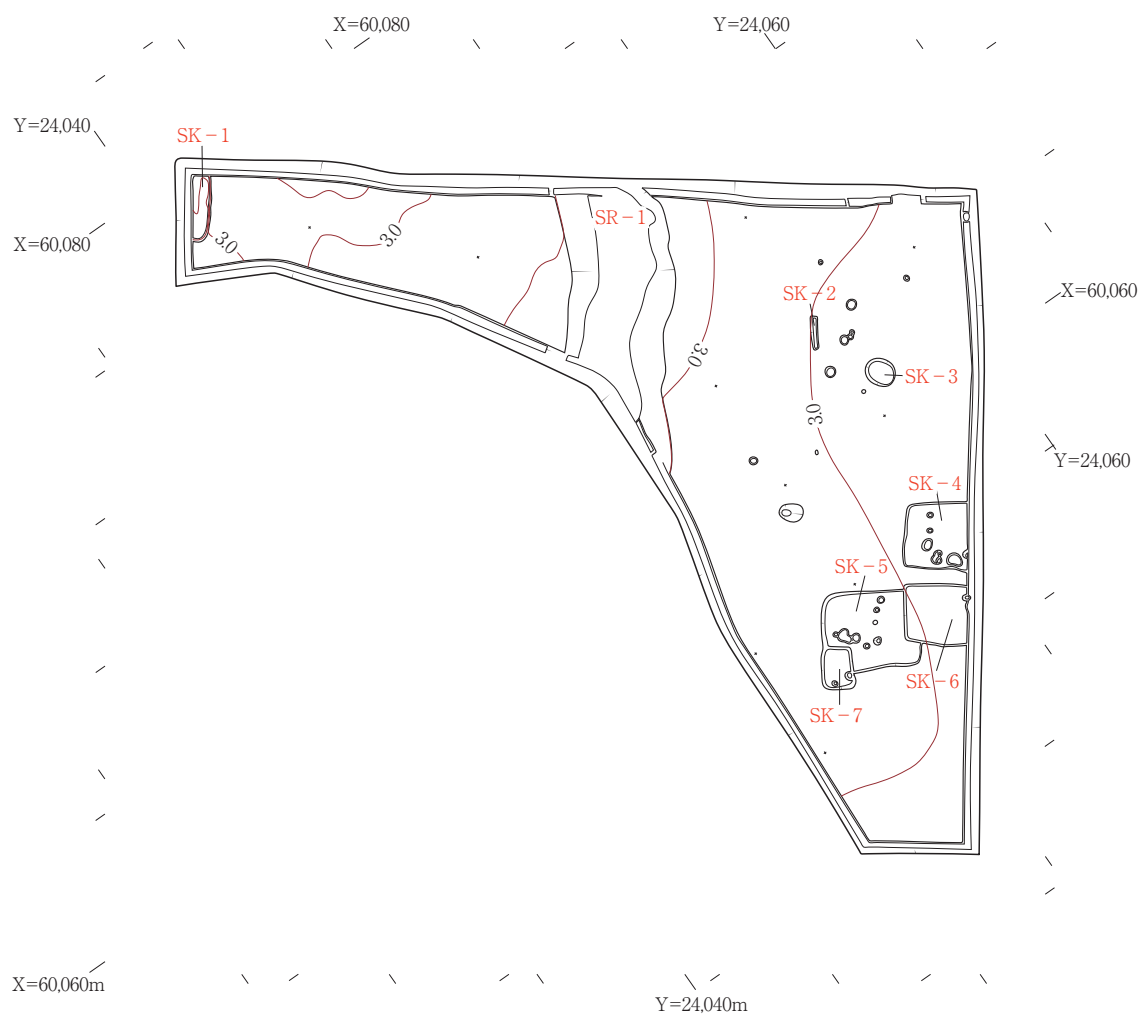 X=60,080
Y=24,060
Y=24,040
SK-1
SR-1
X=60,080
3.0
3.0
SK-2
X=60,060
3.0
SK-3
3.0
Y=24,060
SK-4
SK-5
SK-6
SK-7
X=60,060m
Y=24,040m